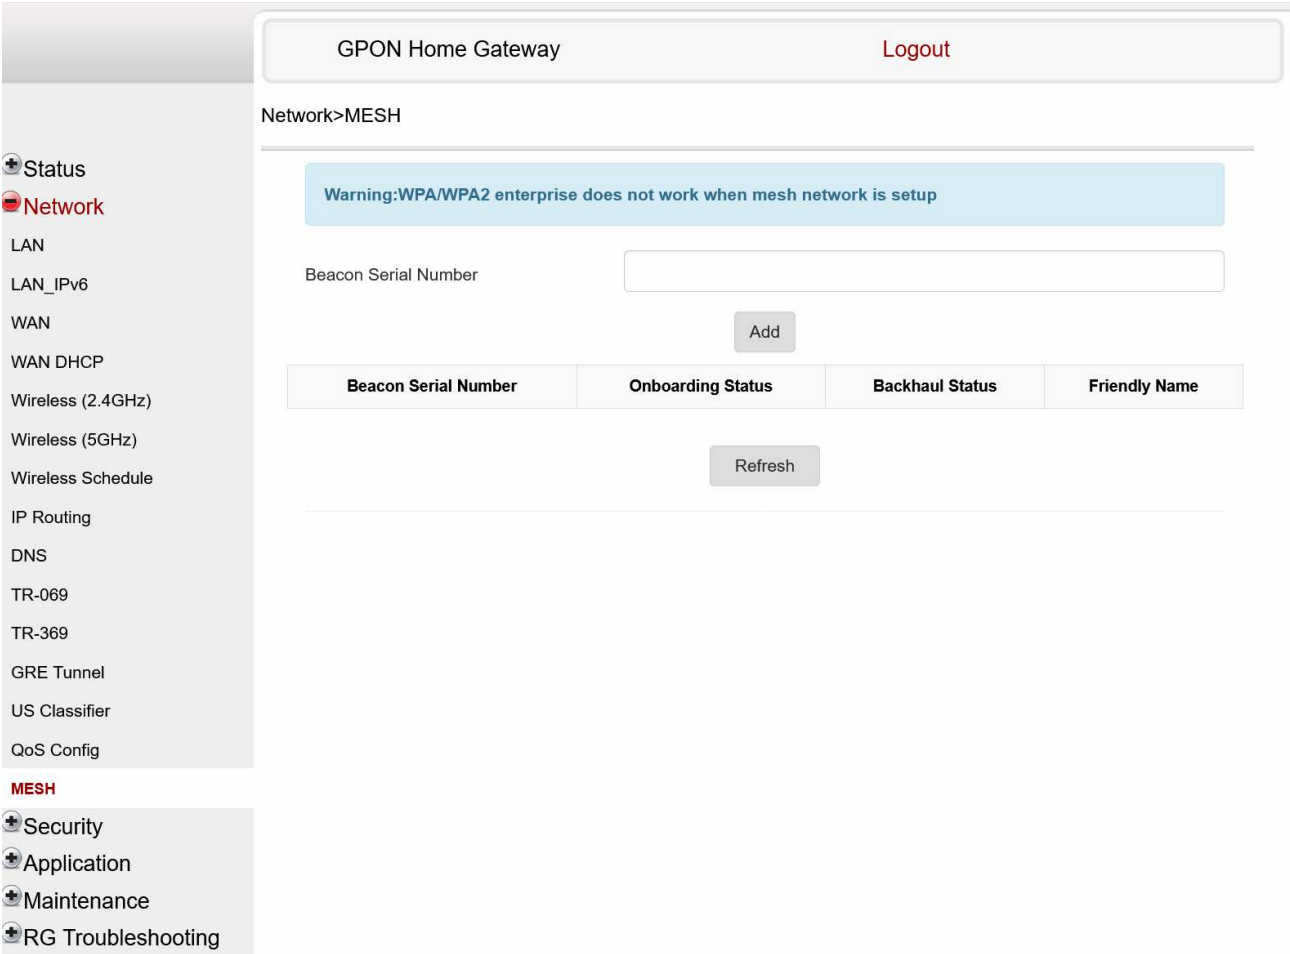 GPON Home Gateway
Logout
Network>MESH
Status
Network
LAN
LAN_IPv6
WAN
WAN DHCP
Wireless (2.4GHz)
Wireless (5GHz)
Wireless Schedule
IP Routing
DNS
TR-069
TR-369
GRE Tunnel
US Classifier
QoS Config
MESH
Security
Application
Maintenance
RG Troubleshooting
Warning:WPA/WPA2 enterprise does not work when mesh network is setup
Beacon Serial Number
Add
Beacon Serial Number Onboarding Status Backhaul Status Friendly Name
Refresh